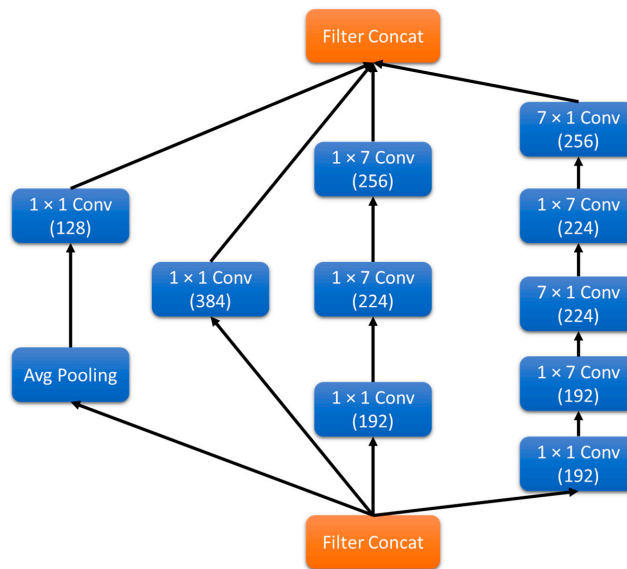 Filter Concat
1 × 1 Conv
(128)
Avg Pooling
1 × 1 Conv
(384)
1 × 7 Conv
(256)
1 × 7 Conv
(224)
1 × 1 Conv
(192)
7 × 1 Conv
(256)
1 × 7 Conv
(224)
7 × 1 Conv
(224)
1 × 7 Conv
(192)
1 × 1 Conv
(192)
Filter Concat